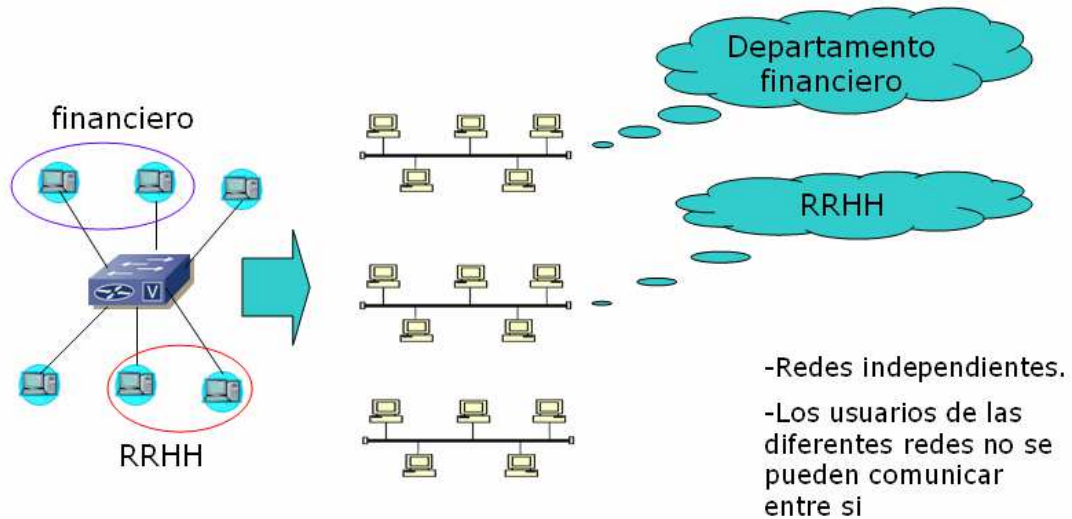 Departamento
financiero
financiero
RRHH
V
RRHH
-Redes independientes.
-Los usuarios de las
diferentes redes no se
pueden comunicar
entre si